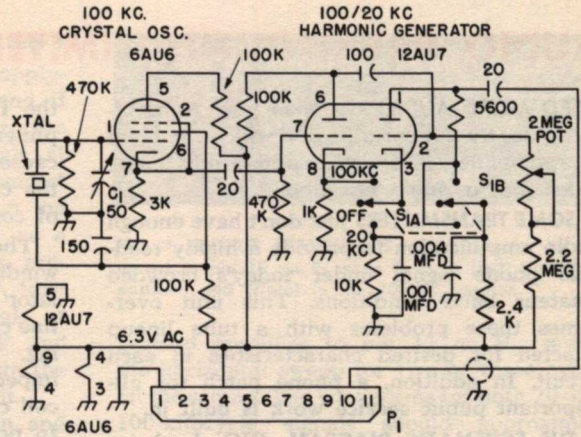 100 KC.
CRYSTAL OSC.
6AU6
100/20 KC
HARMONIC GENERATOR
12AU7
100K
100
20
5600
470K
5
100K
6
2 MEG
POT
XTAL
1
2
7
2
7
6
8
100KC
3
S1B
C1
50
3K
20
470
K
1K
OFF
S1A
20
KC
.004
MFD
2.2
MEG
150
10K
.001
MFD
2.4
K
100K
5
12AU7
6.3V AC
9
4
4
3
6AU6
1 2 3 4 5 6 7 8 9 10 11